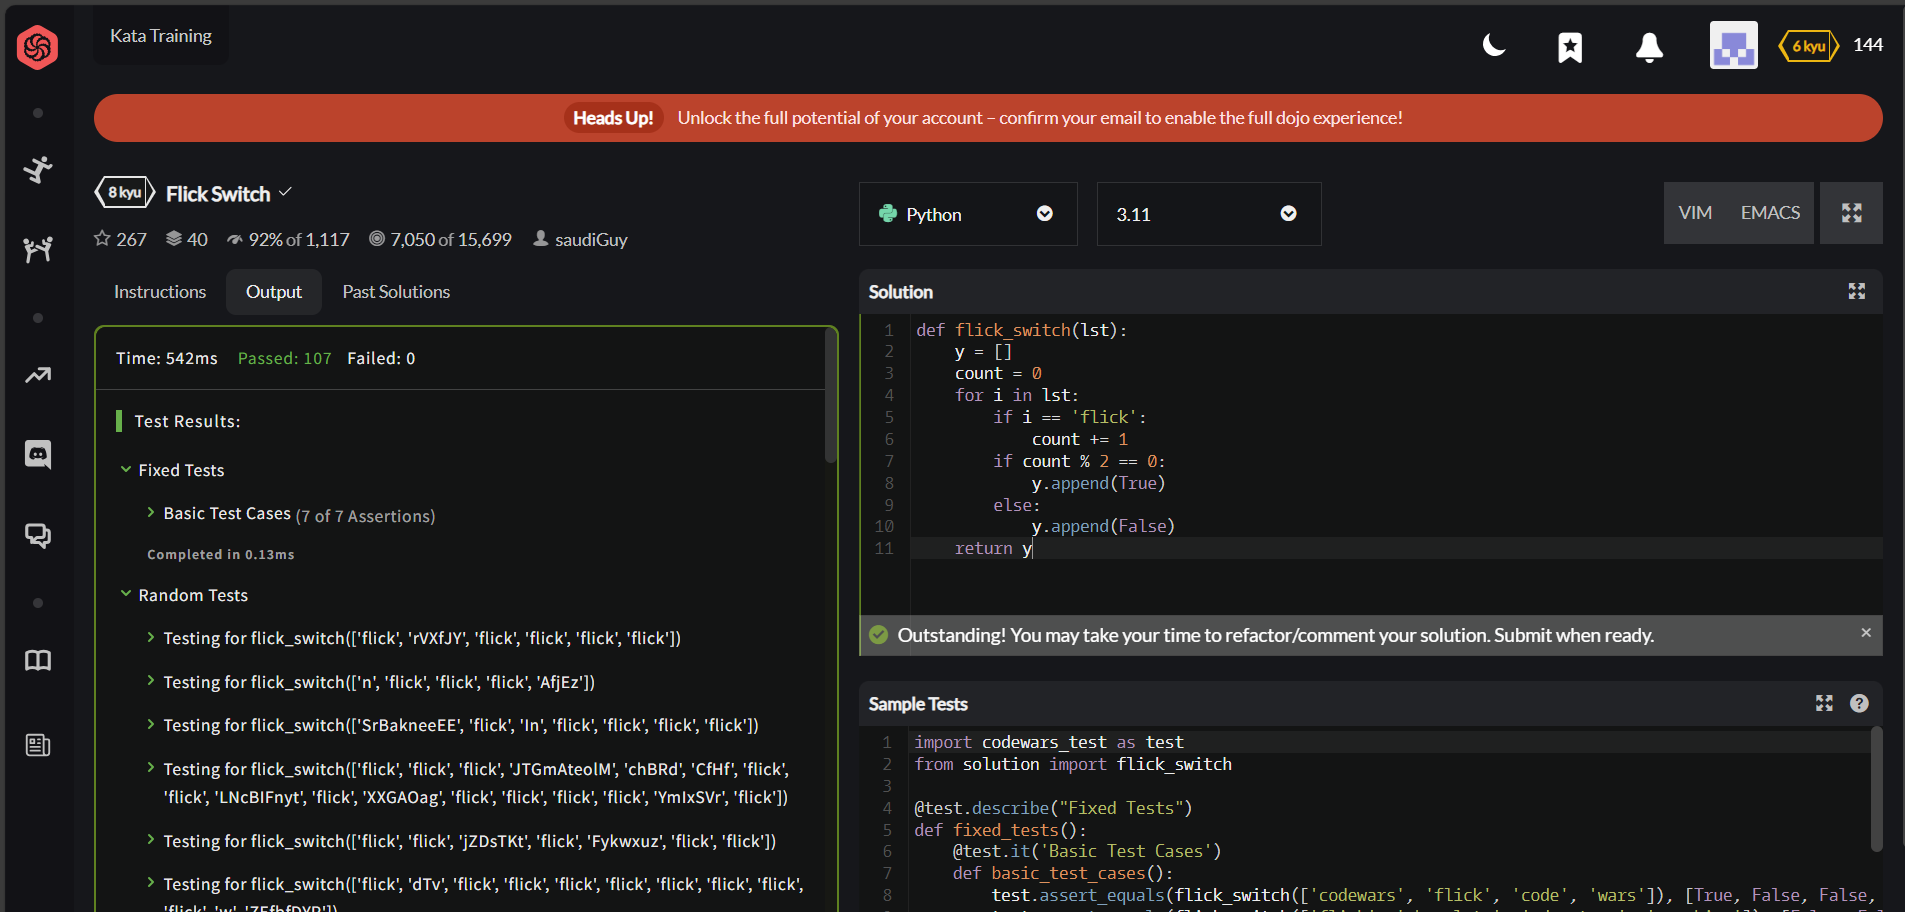 Kata Training
6 kyu 144
Heads Up! Unlock the full potential of your account – confirm your email to enable the full dojo experience!
8 kyu Flick Switch
267 40 92% of 1,117 7,050 of 15,699 saudiGuy
Python 3.11 VIM EMACS
Instructions Output Past Solutions
Time: 542ms Passed: 107 Failed: 0
Test Results:
Fixed Tests
Basic Test Cases (7 of 7 Assertions)
Completed in 0.13ms
Random Tests
Testing for flick_switch(['flick', 'rVXfJY', 'flick', 'flick', 'flick', 'flick'])
Testing for flick_switch(['n', 'flick', 'flick', 'flick', 'AfjEz'])
Testing for flick_switch(['SrBakneeEE', 'flick', 'In', 'flick', 'flick', 'flick', 'flick'])
Testing for flick_switch(['flick', 'flick', 'flick', 'JTGmAteolM', 'chBRd', 'CfHf', 'flick',
'flick', 'LNcBIFnyt', 'flick', 'XXGAOag', 'flick', 'flick', 'flick', 'flick', 'YmIxSVr', 'flick'])
Testing for flick_switch(['flick', 'flick', 'jZDsTKt', 'flick', 'Fykwxuz', 'flick', 'flick'])
Testing for flick_switch(['flick', 'dTv', 'flick', 'flick', 'flick', 'flick', 'flick', 'flick', 'flick',
Solution
1 def flick_switch(lst):
2 y = []
3 count = 0
4 for i in lst:
5 if i == 'flick':
6 count += 1
7 if count % 2 == 0:
8 y.append(True)
9 else:
10 y.append(False)
11 return y
Outstanding! You may take your time to refactor/comment your solution. Submit when ready.
Sample Tests
1 import codewars_test as test
2 from solution import flick_switch
3
4 @test.describe("Fixed Tests")
5 def fixed_tests():
6 @test.it('Basic Test Cases')
7 def basic_test_cases():
8 test.assert_equals(flick_switch(['codewars', 'flick', 'code', 'wars']), [True, False, False,